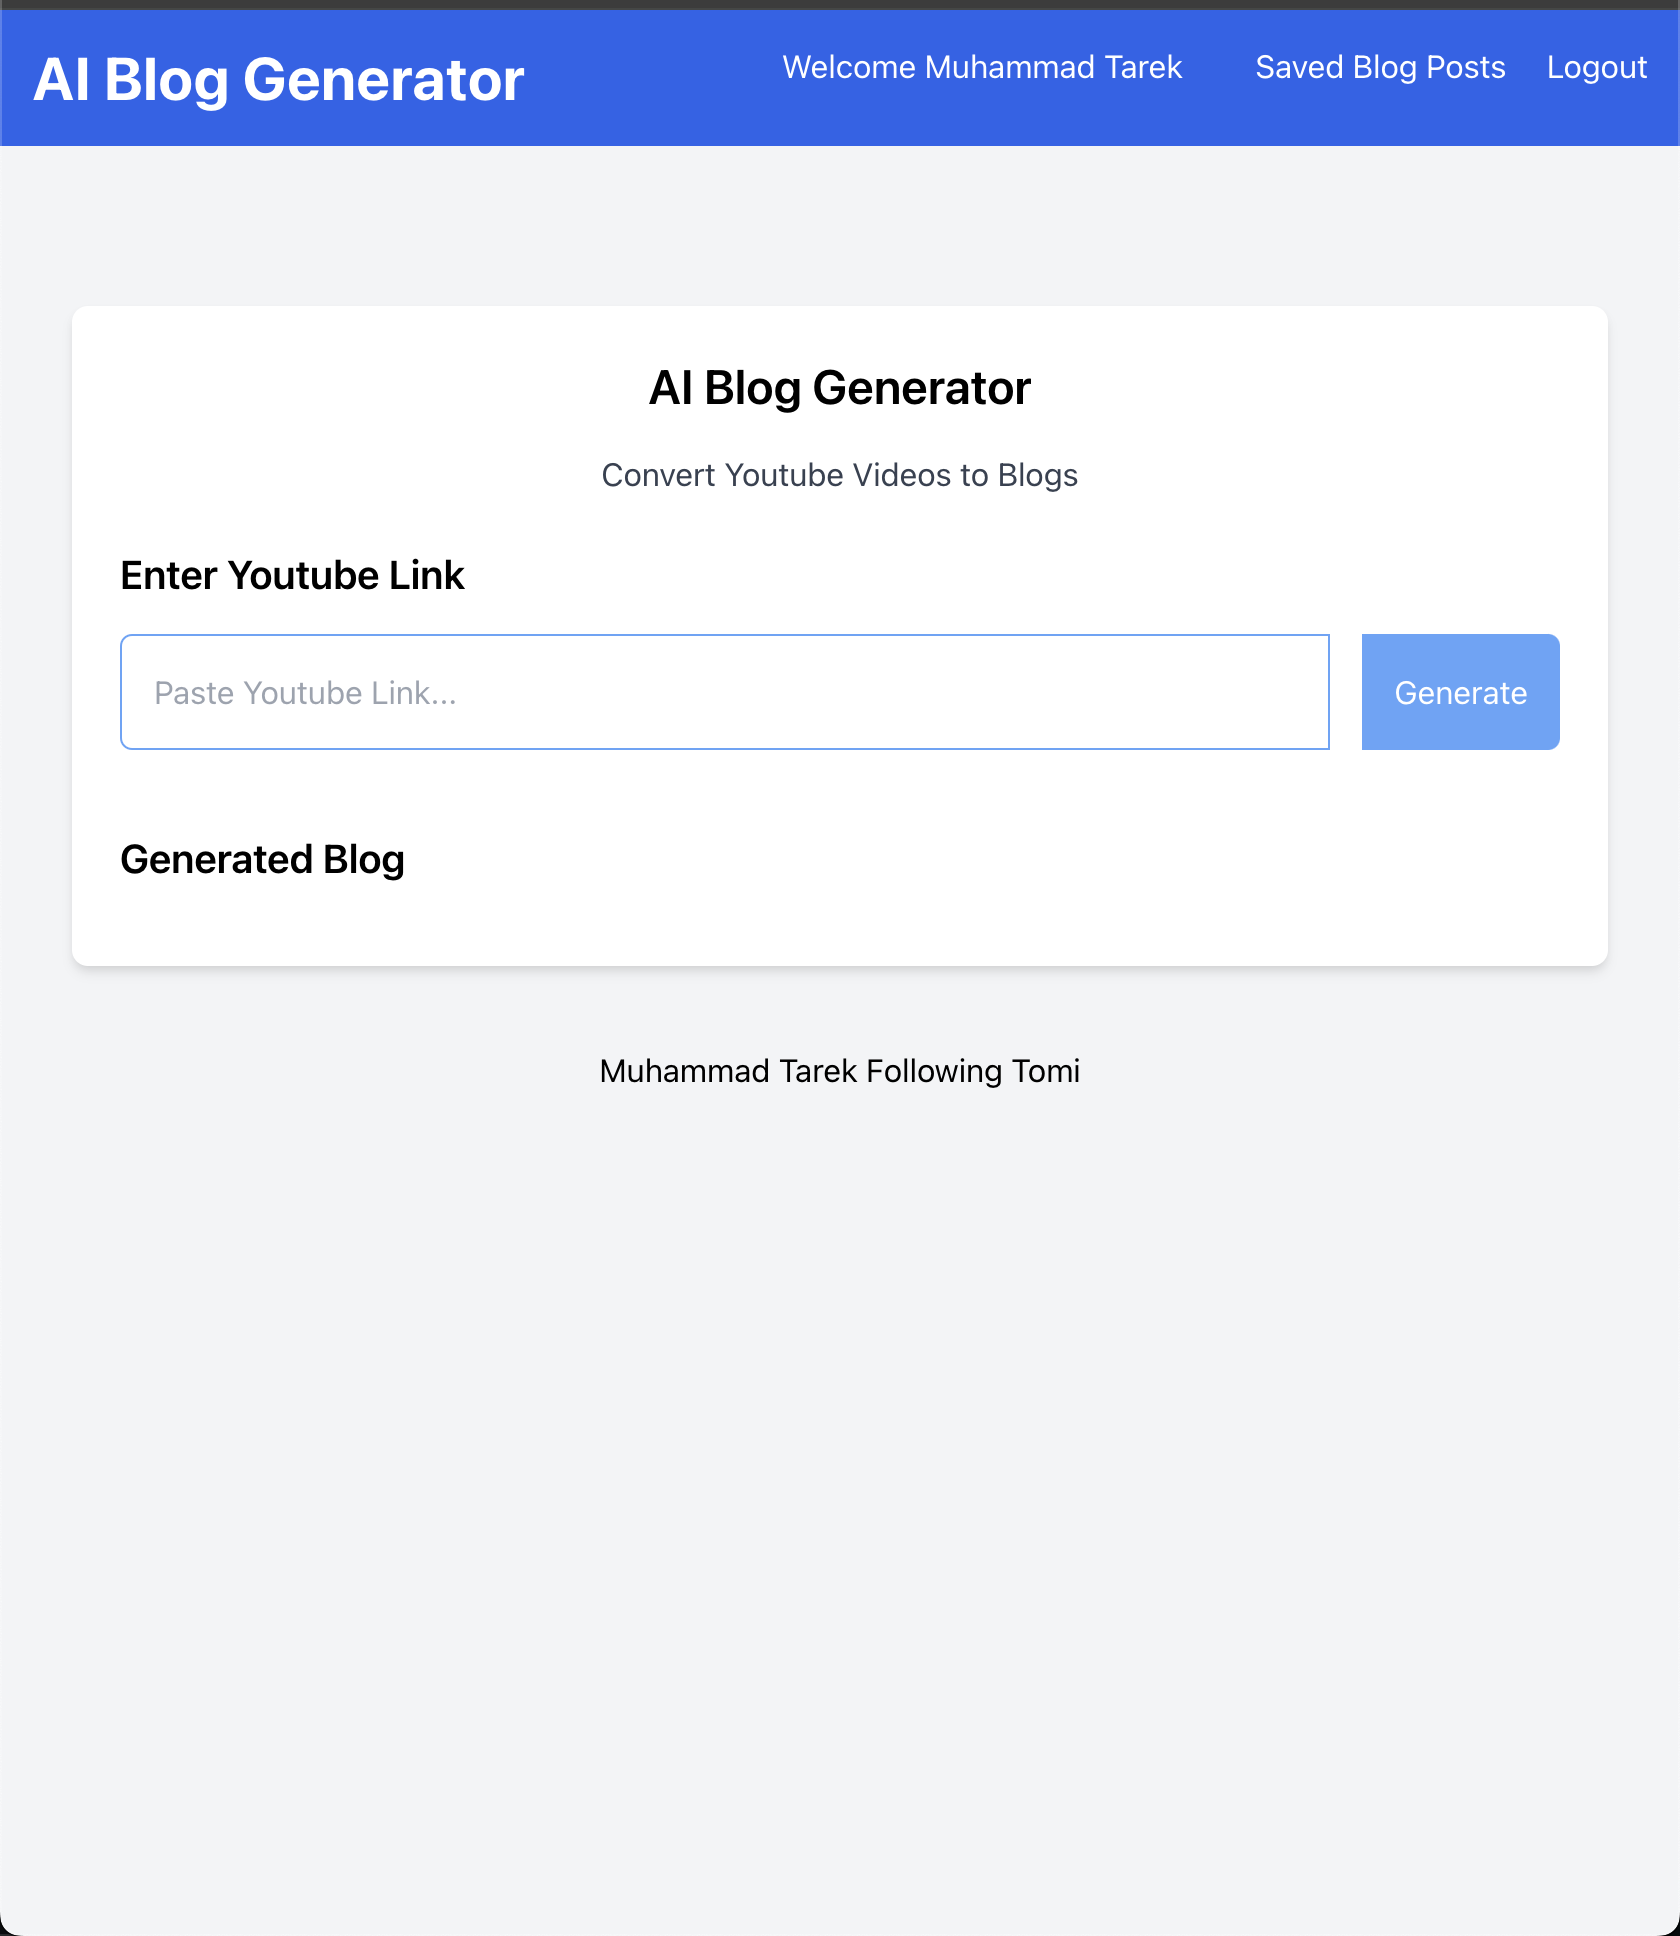 AI Blog Generator
Welcome Muhammad Tarek Saved Blog Posts Logout
AI Blog Generator
Convert Youtube Videos to Blogs
Enter Youtube Link
Paste Youtube Link... Generate
Generated Blog
Muhammad Tarek Following Tomi